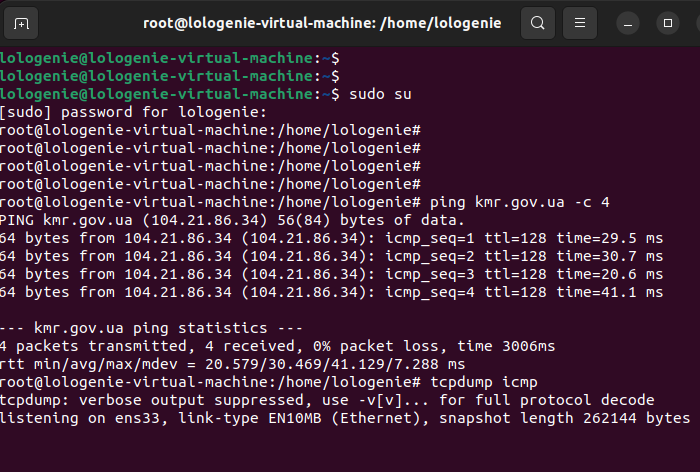 root@lologenie-virtual-machine: /home/lologenie
lologenie@lologenie-virtual-machine:~$
lologenie@lologenie-virtual-machine:~$
lologenie@lologenie-virtual-machine:~$ sudo su
[sudo] password for lologenie:
root@lologenie-virtual-machine:/home/lologenie#
root@lologenie-virtual-machine:/home/lologenie#
root@lologenie-virtual-machine:/home/lologenie#
root@lologenie-virtual-machine:/home/lologenie#
root@lologenie-virtual-machine:/home/lologenie# ping kmr.gov.ua -c 4
PING kmr.gov.ua (104.21.86.34) 56(84) bytes of data.
64 bytes from 104.21.86.34 (104.21.86.34): icmp_seq=1 ttl=128 time=29.5 ms
64 bytes from 104.21.86.34 (104.21.86.34): icmp_seq=2 ttl=128 time=30.7 ms
64 bytes from 104.21.86.34 (104.21.86.34): icmp_seq=3 ttl=128 time=20.6 ms
64 bytes from 104.21.86.34 (104.21.86.34): icmp_seq=4 ttl=128 time=41.1 ms
--- kmr.gov.ua ping statistics ---
4 packets transmitted, 4 received, 0% packet loss, time 3006ms
rtt min/avg/max/mdev = 20.579/30.469/41.129/7.288 ms
root@lologenie-virtual-machine:/home/lologenie# tcpdump icmp
tcpdump: verbose output suppressed, use -v[v]... for full protocol decode
listening on ens33, link-type EN10MB (Ethernet), snapshot length 262144 bytes